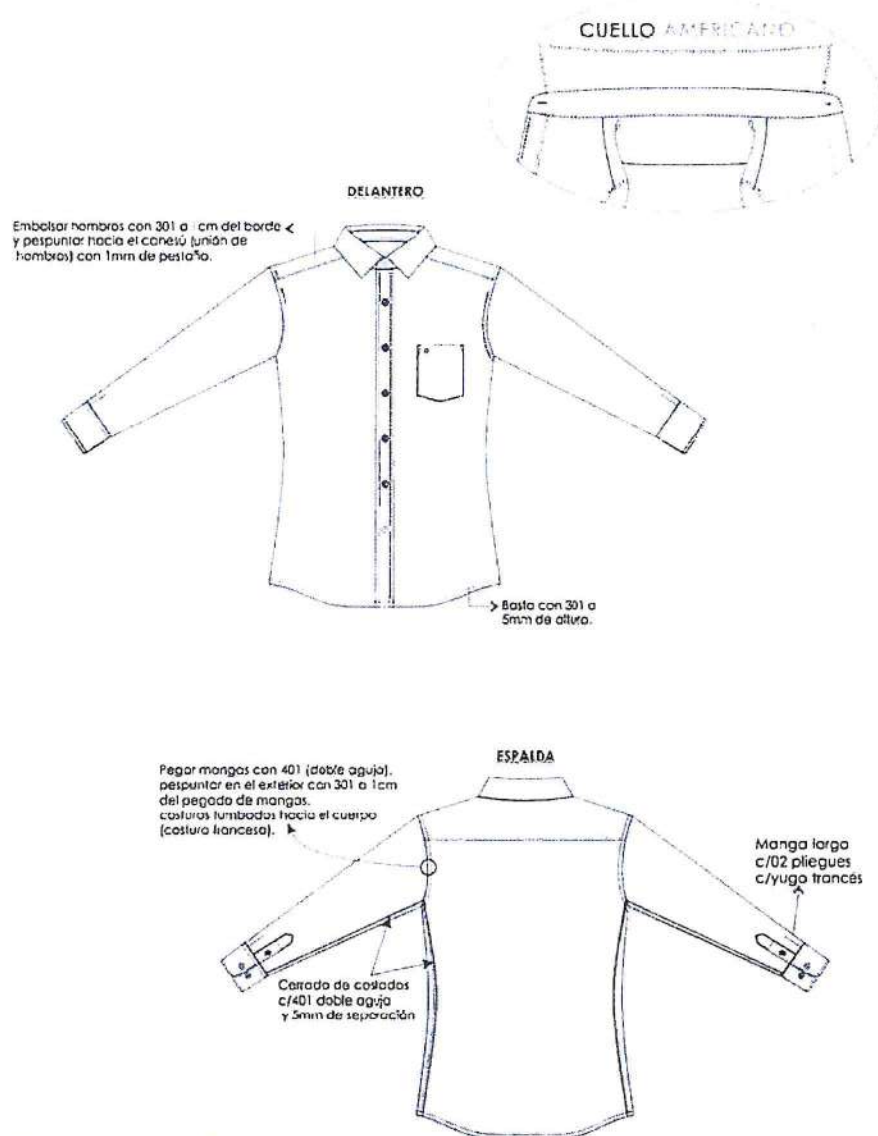 CUELLO AMERICANO
DELANTERO
Embolsar hombros con 301 a 1cm del borde
y pespuntar hacia el canesú (unión de
hombros) con 1mm de pestaña.
Basta con 301 a
5mm de altura.
ESPALDA
Pegar mangas con 401 (doble aguja),
pespuntar en el exterior con 301 a 1cm
del pegado de mangas.
costuras tumbadas hacia el cuerpo
(costura francesa).
Manga larga
c/02 pliegues
c/yugo francés
Cerrado de costados
c/401 doble aguja
y 5mm de separación